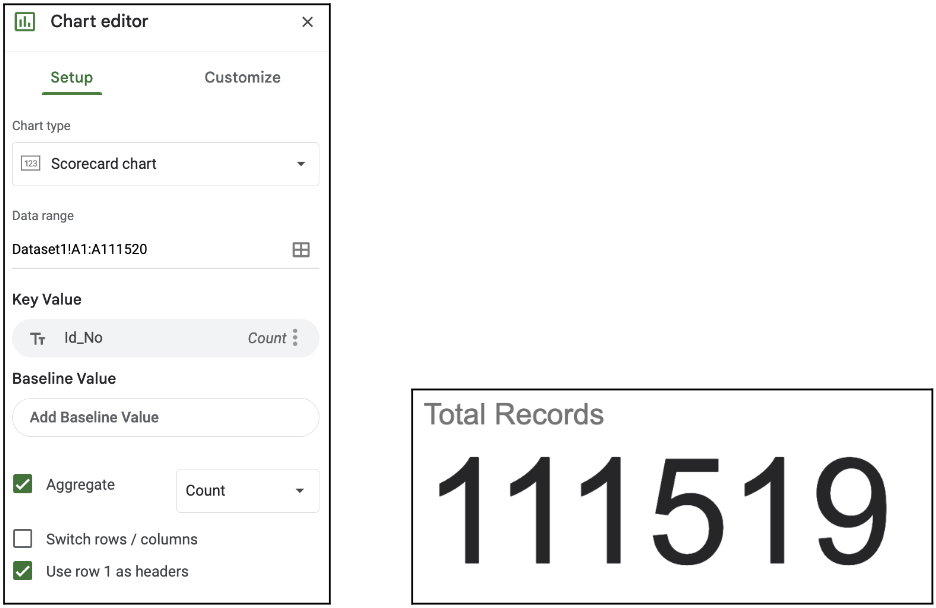 Chart editor
Setup Customize
Chart type
123 Scorecard chart
Data range
Dataset1!A1:A111520
Key Value
Tт Id_No Count
Baseline Value
Add Baseline Value
Aggregate Count
Switch rows / columns
Use row 1 as headers
Total Records
111519